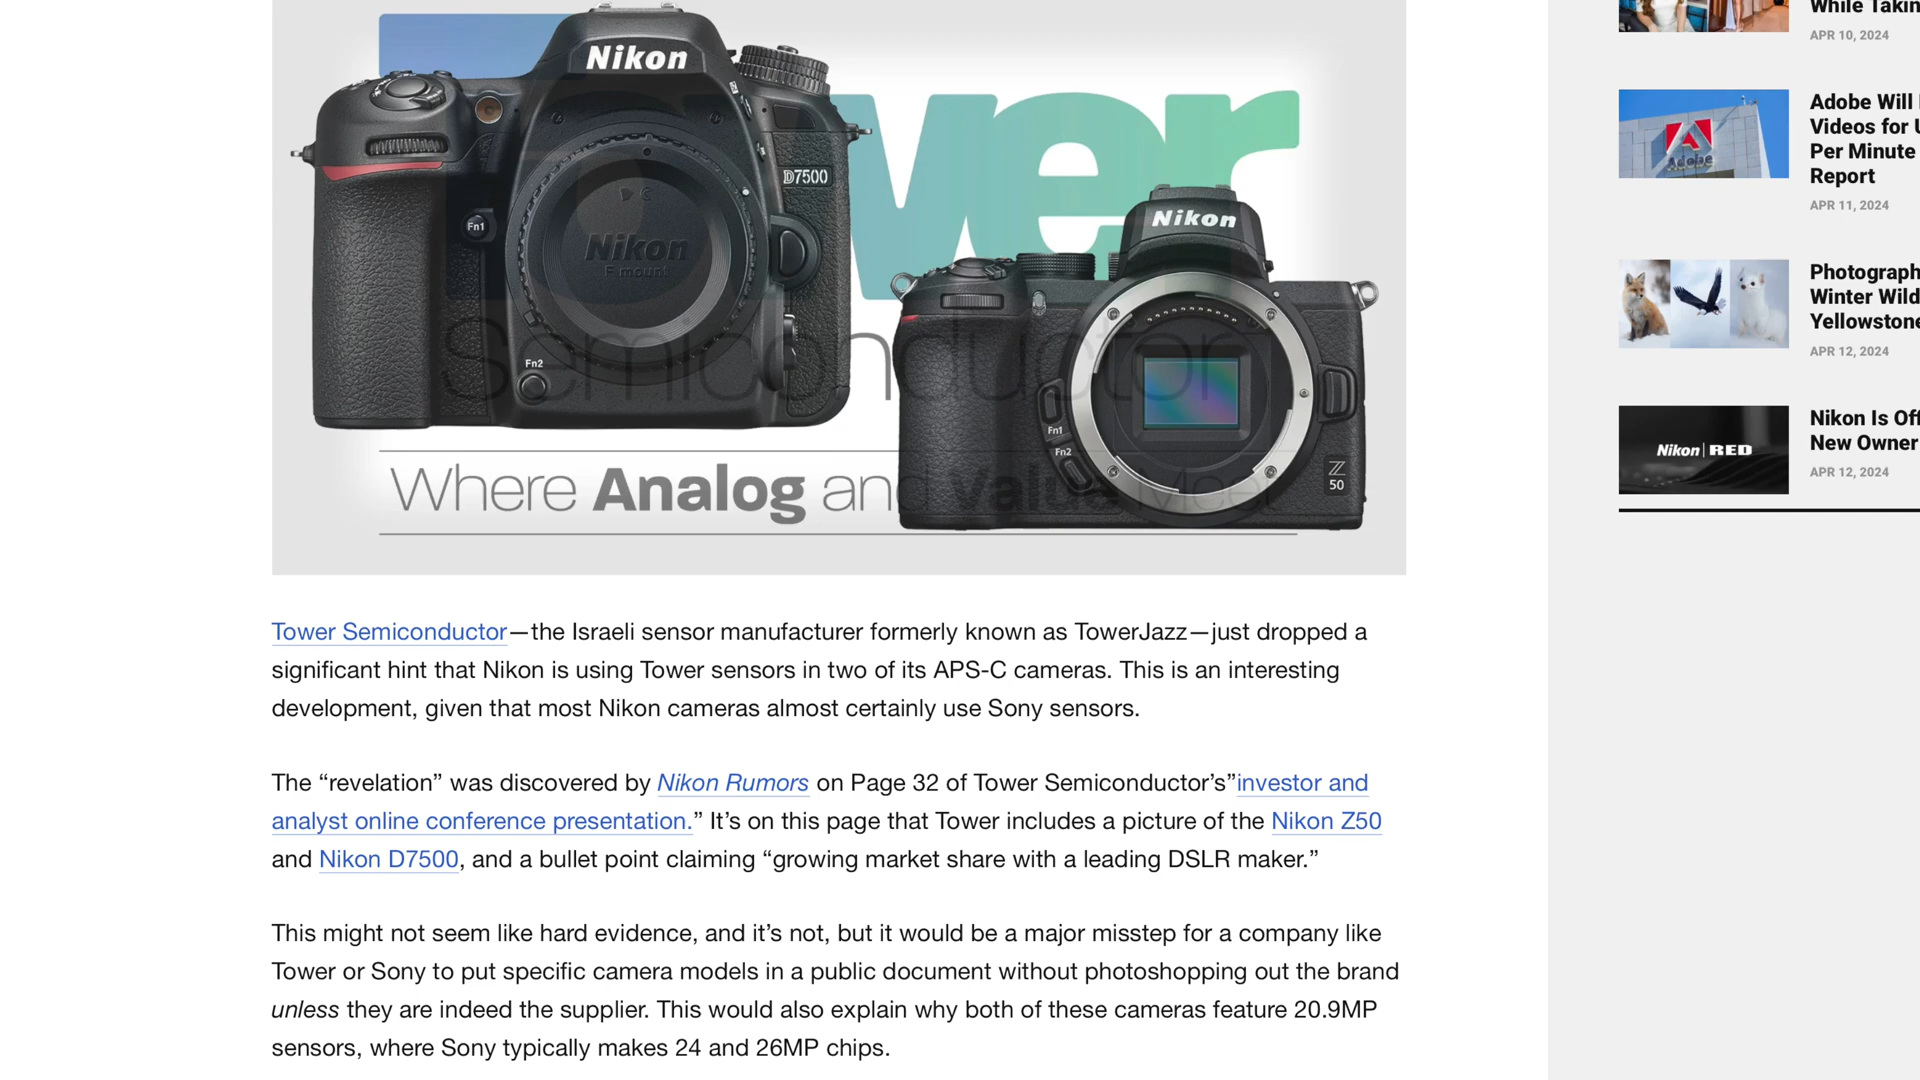 Nikon
wer
D7500
Fn1
Nikon
F mount
Nikon
Semiconductor
Fn2
Fn1
Fn2
Z
50
Where Analog and Value Meet
Tower Semiconductor—the Israeli sensor manufacturer formerly known as TowerJazz—just dropped a
significant hint that Nikon is using Tower sensors in two of its APS-C cameras. This is an interesting
development, given that most Nikon cameras almost certainly use Sony sensors.
The “revelation” was discovered by Nikon Rumors on Page 32 of Tower Semiconductor’s”investor and
analyst online conference presentation.” It’s on this page that Tower includes a picture of the Nikon Z50
and Nikon D7500, and a bullet point claiming “growing market share with a leading DSLR maker.”
This might not seem like hard evidence, and it’s not, but it would be a major misstep for a company like
Tower or Sony to put specific camera models in a public document without photoshopping out the brand
unless they are indeed the supplier. This would also explain why both of these cameras feature 20.9MP
sensors, where Sony typically makes 24 and 26MP chips.
While Takin
APR 10, 2024
Adobe
Adobe Will
Videos for
Per Minute
Report
APR 11, 2024
Photograph
Winter Wild
Yellowstone
APR 12, 2024
Nikon | RED
Nikon Is Off
New Owner
APR 12, 2024